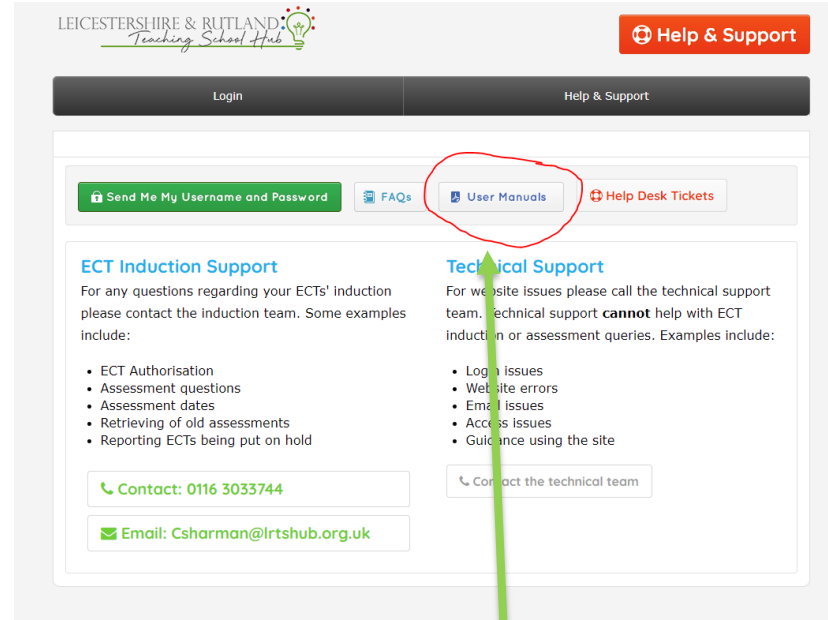 LEICESTERSHIRE & RUTLAND
Teaching School Hub
Help & Support
Login
Help & Support
Send Me My Username and Password
FAQs
User Manuals
Help Desk Tickets
ECT Induction Support
For any questions regarding your ECTs' induction
please contact the induction team. Some examples
include:
• ECT Authorisation
• Assessment questions
• Assessment dates
• Retrieving of old assessments
• Reporting ECTs being put on hold
Contact: 0116 3033744
Email: Csharman@lrtshub.org.uk
Technical Support
For website issues please call the technical support
team. Technical support cannot help with ECT
induction or assessment queries. Examples include:
• Login issues
• Website errors
• Email issues
• Access issues
• Guidance using the site
Contact the technical team